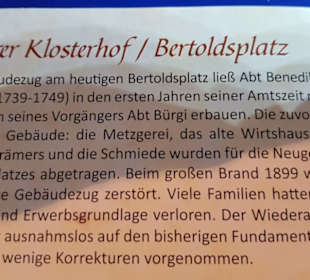 er Klosterhof / Bertoldsplatz
udezug am heutigen Bertoldsplatz ließ Abt Benedi
1739-1749) in den ersten Jahren seiner Amtszeit
n seines Vorgängers Abt Bürgi erbauen. Die zuvo
Gebäude: die Metzgerei, das alte Wirtshaus
rämers und die Schmiede wurden für die Neuge
atzes abgetragen. Beim großen Brand 1899 w
e Gebäudezug zerstört. Viele Familien hatten
nd Erwerbsgrundlage verloren. Der Wiedera
r ausnahmslos auf den bisherigen Fundament
wenige Korrekturen vorgenommen.